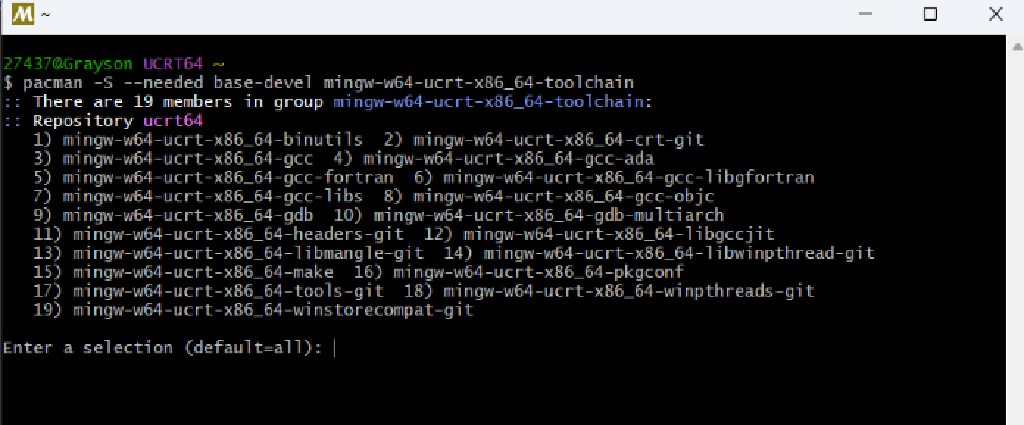 M ~
27437@Grayson UCRT64 ~
$ pacman -S --needed base-devel mingw-w64-ucrt-x86_64-toolchain
:: There are 19 members in group mingw-w64-ucrt-x86_64-toolchain:
:: Repository ucrt64
   1) mingw-w64-ucrt-x86_64-binutils  2) mingw-w64-ucrt-x86_64-crt-git
   3) mingw-w64-ucrt-x86_64-gcc  4) mingw-w64-ucrt-x86_64-gcc-ada
   5) mingw-w64-ucrt-x86_64-gcc-fortran  6) mingw-w64-ucrt-x86_64-gcc-libgfortran
   7) mingw-w64-ucrt-x86_64-gcc-libs  8) mingw-w64-ucrt-x86_64-gcc-objc
   9) mingw-w64-ucrt-x86_64-gdb  10) mingw-w64-ucrt-x86_64-gdb-multiarch
   11) mingw-w64-ucrt-x86_64-headers-git  12) mingw-w64-ucrt-x86_64-libgccjit
   13) mingw-w64-ucrt-x86_64-libmangle-git  14) mingw-w64-ucrt-x86_64-libwinpthread-git
   15) mingw-w64-ucrt-x86_64-make  16) mingw-w64-ucrt-x86_64-pkgconf
   17) mingw-w64-ucrt-x86_64-tools-git  18) mingw-w64-ucrt-x86_64-winpthreads-git
   19) mingw-w64-ucrt-x86_64-winstorecompat-git
Enter a selection (default=all):